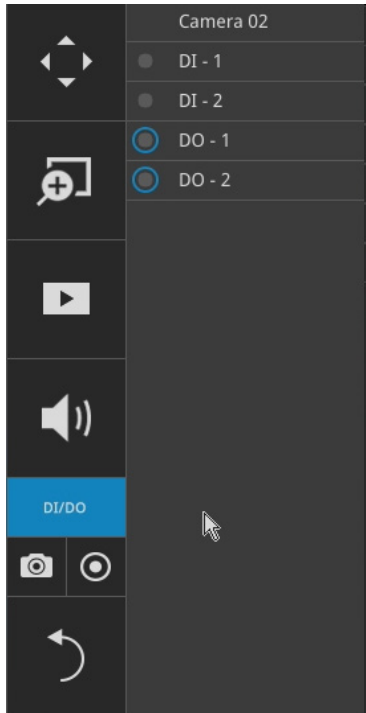 Camera 02
DI - 1
DI - 2
DO - 1
DO - 2
DI/DO